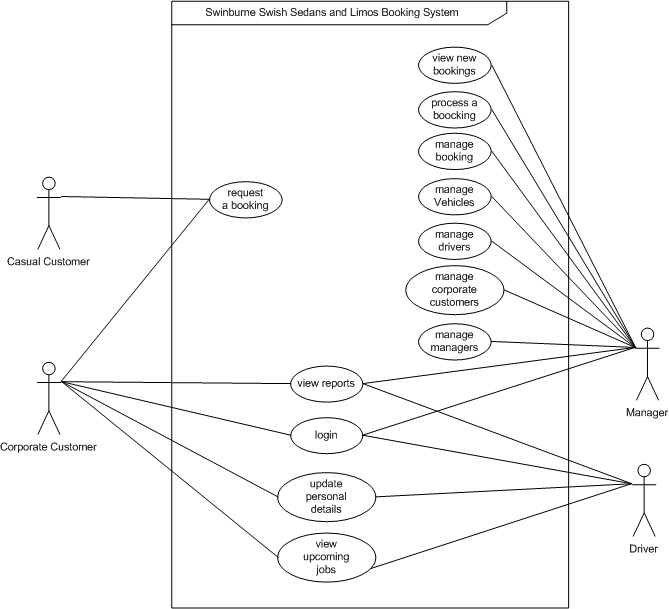 Swinburne Swish Sedans and Limos Booking System
view new
bookings
process a
boocking
manage
booking
manage
Vehicles
manage
drivers
manage
corporate
customers
manage
managers
request
a booking
Casual Customer
Corporate Customer
view reports
login
update
personal
details
view
upcoming
jobs
Manager
Driver